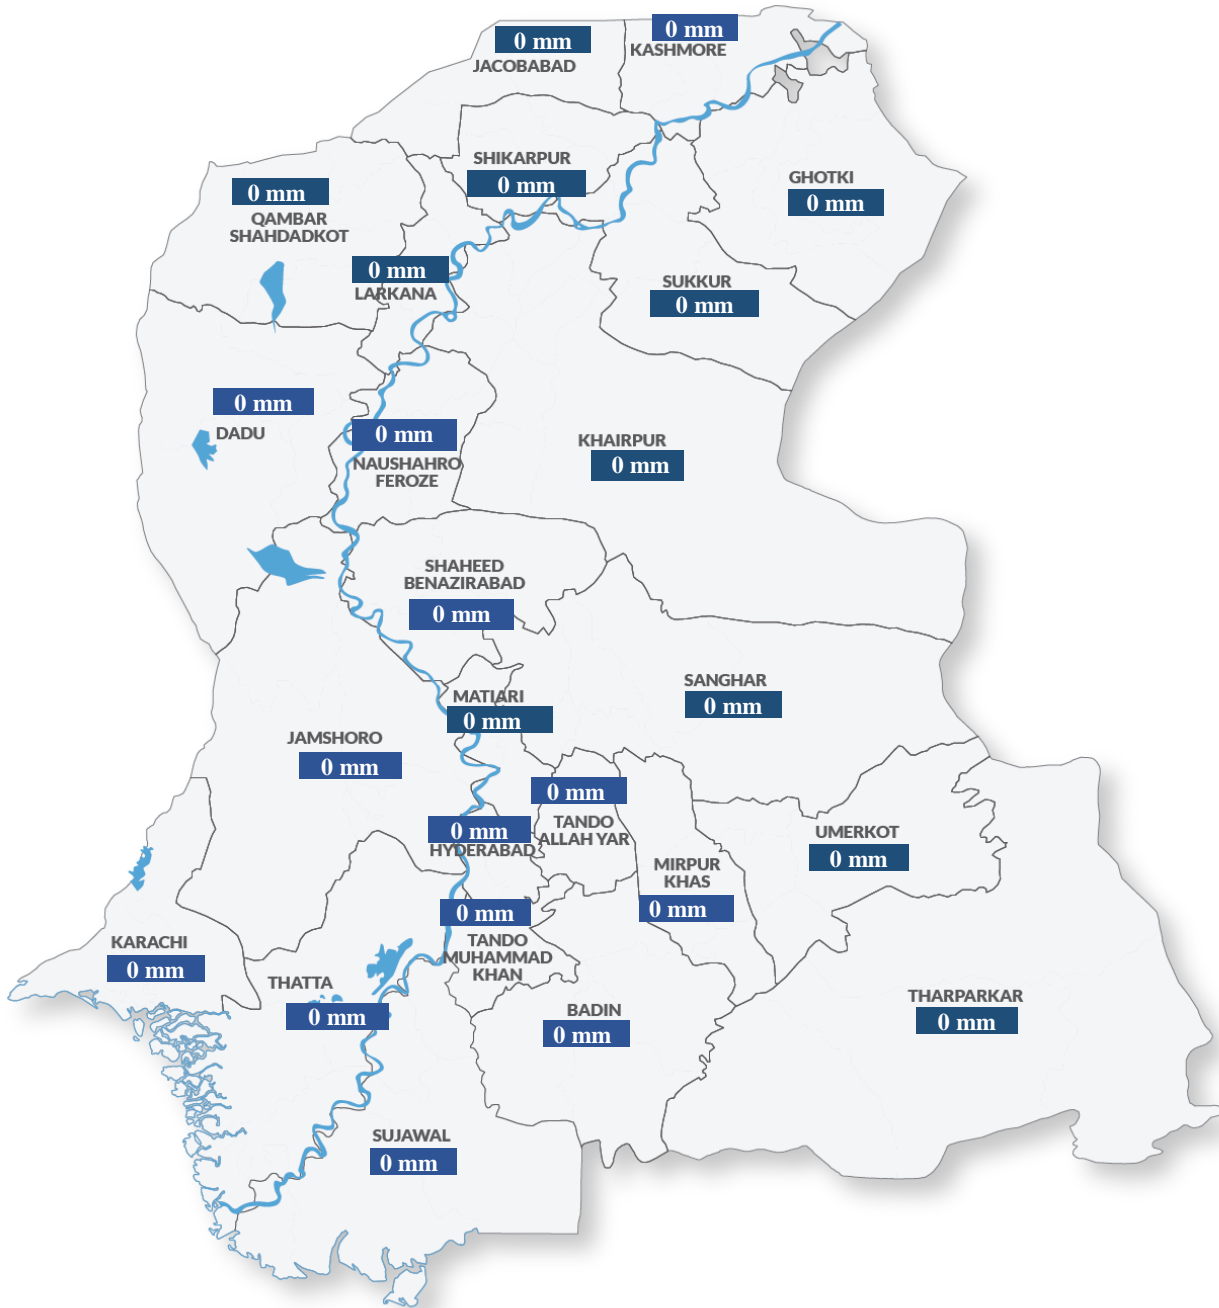 0 mm
KASHMORE
0 mm
JACOBABAD
SHIKARPUR
0 mm
GHOTKI
0 mm
0 mm
QAMBAR
SHAHDADKOT
0 mm
LARKANA
SUKKUR
0 mm
0 mm
DADU
0 mm
NAUSHAHRO
FEROZE
KHAIRPUR
0 mm
SHAHEED
BENAZIRABAD
0 mm
SANGHAR
0 mm
MATIARI
0 mm
JAMSHORO
0 mm
0 mm
TANDO
ALLAH YAR
0 mm
HYDERABAD
UMERKOT
0 mm
MIRPUR
KHAS
0 mm
0 mm
TANDO
MUHAMMAD
KHAN
KARACHI
0 mm
THATTA
0 mm
BADIN
0 mm
THARPARKAR
0 mm
SUJAWAL
0 mm